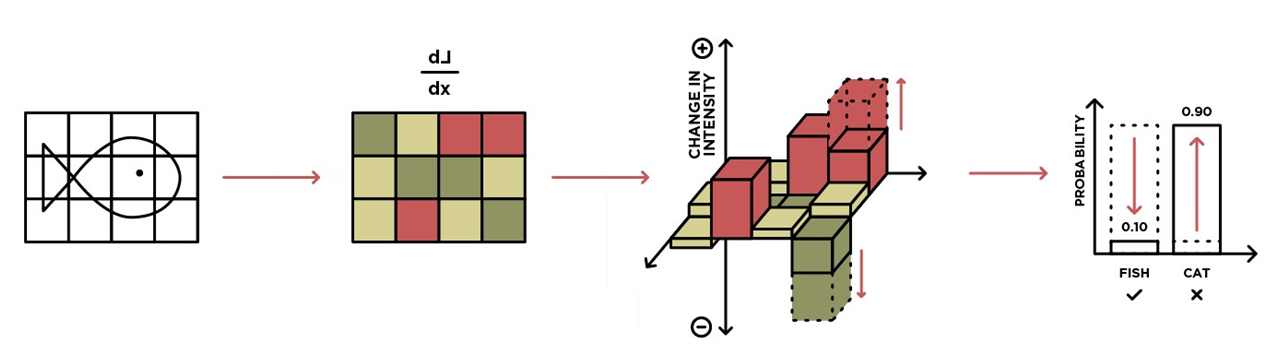 dL
dx
+
CHANGE IN
INTENSITY
−
PROBABILITY
0.90
0.10
FISH
CAT
✓
×